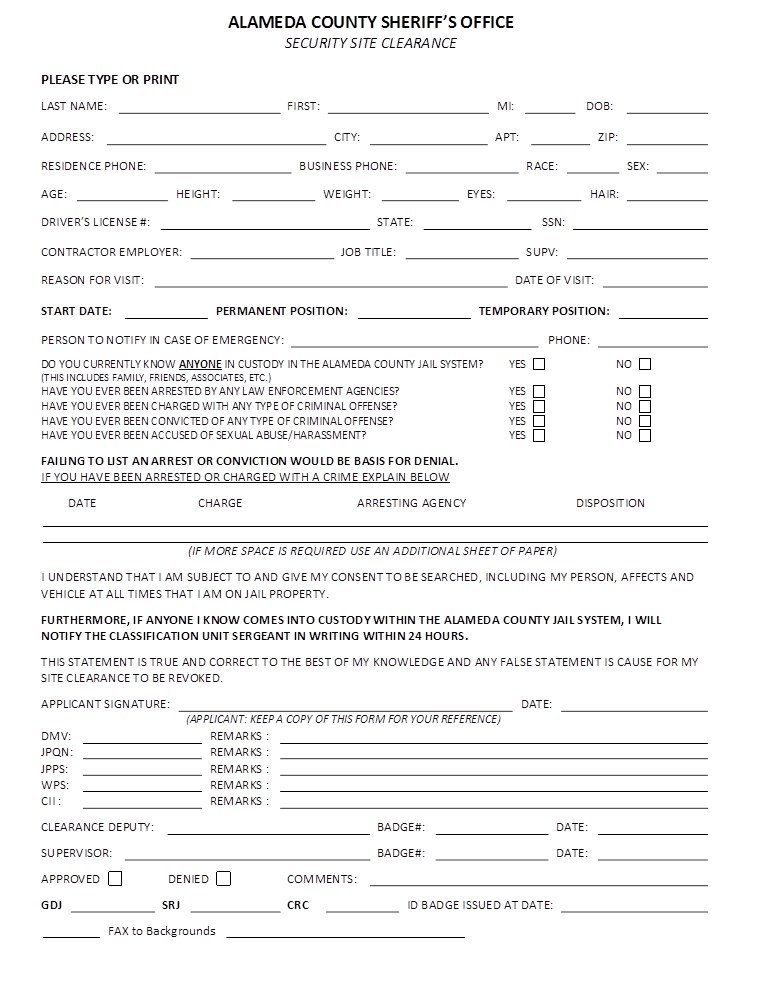 ALAMEDA COUNTY SHERIFF'S OFFICE
SECURITY SITE CLEARANCE
PLEASE TYPE OR PRINT
LAST NAME: FIRST: MI: DOB:
ADDRESS: CITY: APT: ZIP:
RESIDENCE PHONE: BUSINESS PHONE: RACE: SEX:
AGE: HEIGHT: WEIGHT: EYES: HAIR:
DRIVER'S LICENSE #: STATE: SSN:
CONTRACTOR EMPLOYER: JOB TITLE: SUPV:
REASON FOR VISIT: DATE OF VISIT:
START DATE: PERMANENT POSITION: TEMPORARY POSITION:
PERSON TO NOTIFY IN CASE OF EMERGENCY: PHONE:
DO YOU CURRENTLY KNOW ANYONE IN CUSTODY IN THE ALAMEDA COUNTY JAIL SYSTEM? YES NO
(THIS INCLUDES FAMILY, FRIENDS, ASSOCIATES, ETC.)
HAVE YOU EVER BEEN ARRESTED BY ANY LAW ENFORCEMENT AGENCIES? YES NO
HAVE YOU EVER BEEN CHARGED WITH ANY TYPE OF CRIMINAL OFFENSE? YES NO
HAVE YOU EVER BEEN CONVICTED OF ANY TYPE OF CRIMINAL OFFENSE? YES NO
HAVE YOU EVER BEEN ACCUSED OF SEXUAL ABUSE/HARASSMENT? YES NO
FAILING TO LIST AN ARREST OR CONVICTION WOULD BE BASIS FOR DENIAL.
IF YOU HAVE BEEN ARRESTED OR CHARGED WITH A CRIME EXPLAIN BELOW
DATE CHARGE ARRESTING AGENCY DISPOSITION
(IF MORE SPACE IS REQUIRED USE AN ADDITIONAL SHEET OF PAPER)
I UNDERSTAND THAT I AM SUBJECT TO AND GIVE MY CONSENT TO BE SEARCHED, INCLUDING MY PERSON, AFFECTS AND
VEHICLE AT ALL TIMES THAT I AM ON JAIL PROPERTY.
FURTHERMORE, IF ANYONE I KNOW COMES INTO CUSTODY WITHIN THE ALAMEDA COUNTY JAIL SYSTEM, I WILL
NOTIFY THE CLASSIFICATION UNIT SERGEANT IN WRITING WITHIN 24 HOURS.
THIS STATEMENT IS TRUE AND CORRECT TO THE BEST OF MY KNOWLEDGE AND ANY FALSE STATEMENT IS CAUSE FOR MY
SITE CLEARANCE TO BE REVOKED.
APPLICANT SIGNATURE: DATE:
(APPLICANT: KEEP A COPY OF THIS FORM FOR YOUR REFERENCE)
DMV: REMARKS :
JPQN: REMARKS :
JPPS: REMARKS :
WPS: REMARKS :
CII : REMARKS :
CLEARANCE DEPUTY: BADGE#: DATE:
SUPERVISOR: BADGE#: DATE:
APPROVED DENIED COMMENTS:
GDJ SRJ CRC ID BADGE ISSUED AT DATE:
FAX to Backgrounds